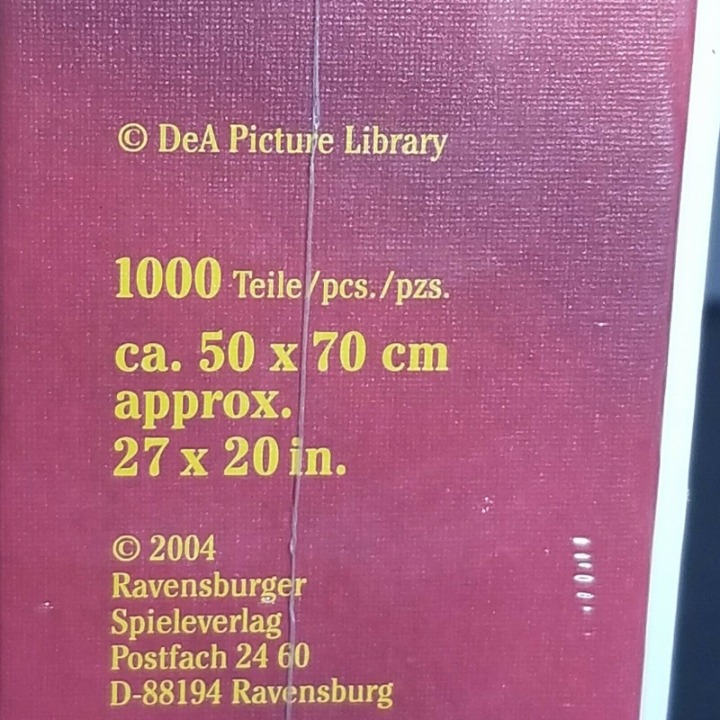 © DeA Picture Library
1000 Teile/pcs./pzs.
ca. 50 x 70 cm
approx.
27 x 20 in.
© 2004
Ravensburger
Spieleverlag
Postfach 24 60
D-88194 Ravensburg